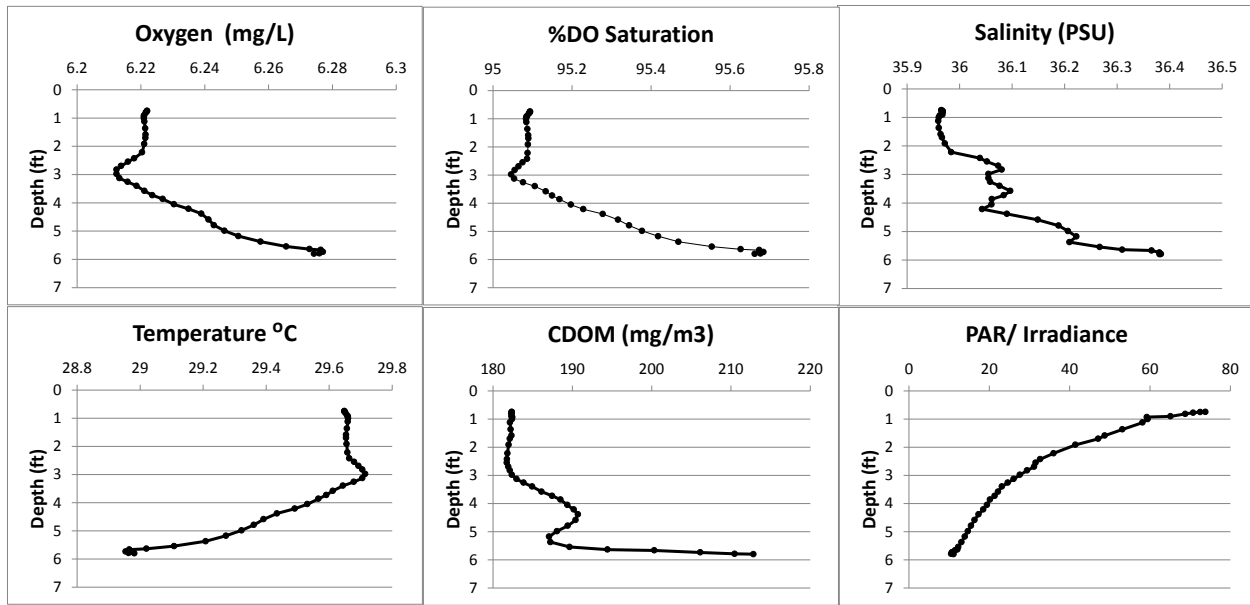 Oxygen (mg/L)
6.2 6.22 6.24 6.26 6.28 6.3
0
1
2
3
4
5
6
7
Depth (ft)
%DO Saturation
95 95.2 95.4 95.6 95.8
0
1
2
3
4
5
6
7
Depth (ft)
Salinity (PSU)
35.9 36 36.1 36.2 36.3 36.4 36.5
0
1
2
3
4
5
6
7
Depth (ft)
Temperature ⁰C
28.8 29 29.2 29.4 29.6 29.8
0
1
2
3
4
5
6
7
Depth (ft)
CDOM (mg/m3)
180 190 200 210 220
0
1
2
3
4
5
6
7
Depth (ft)
PAR/ Irradiance
0 20 40 60 80
0
1
2
3
4
5
6
7
Depth (ft)